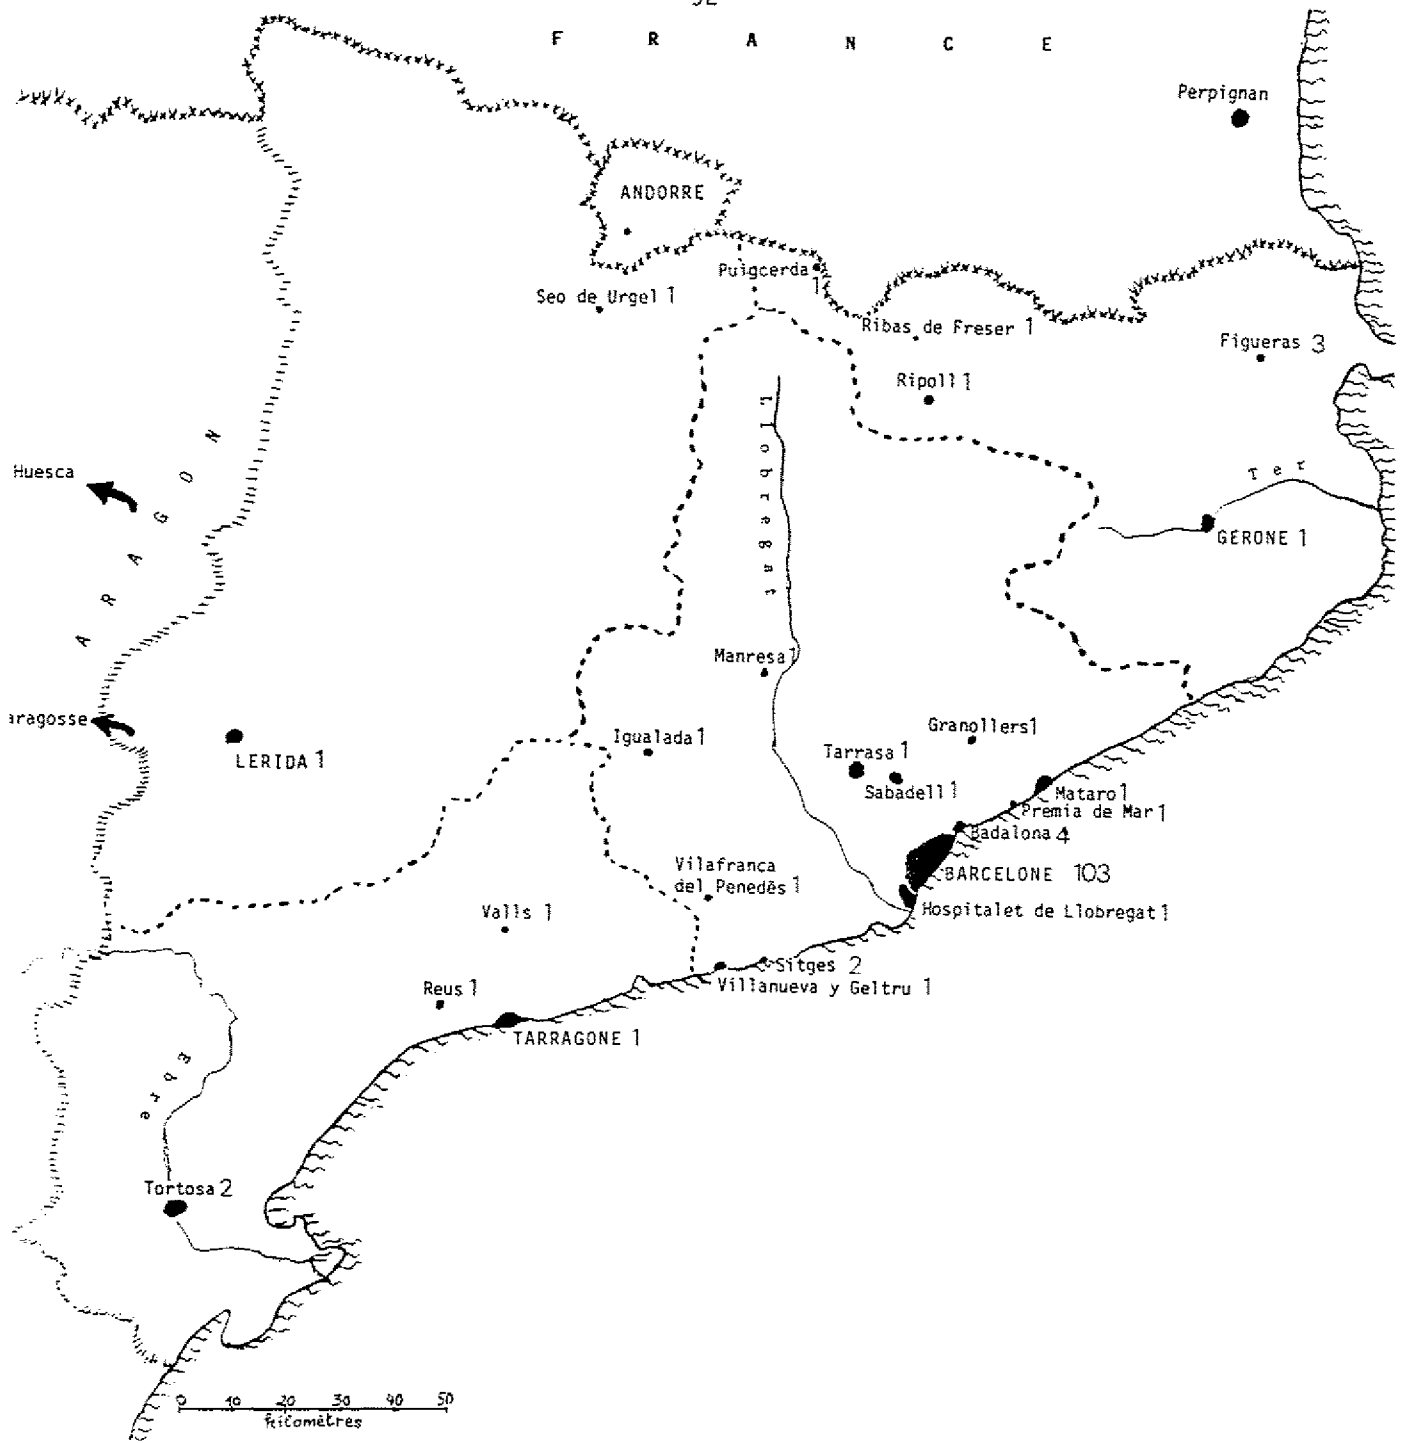 F R A N C E
Perpignan
ANDORRE
Puigcerda
1
Seo de Urgel 1
Ribas de Freser 1
Figueras 3
Ripoll 1
Llobregat
ARAGON
Huesca
Ter
GERONE 1
Manresa 1
aragosse
LERIDA 1
Igualada 1
Granollers 1
Tarrasa 1
Sabadell 1
Mataro 1
Premia de Mar 1
Badalona 4
BARCELONE 103
Vilafranca
del Penedès 1
Valls 1
Hospitalet de Llobregat 1
Sitges 2
Villanueva y Geltru 1
Reus 1
TARRAGONE 1
Ebre
Tortosa 2
0 10 20 30 40 50
kilomètres